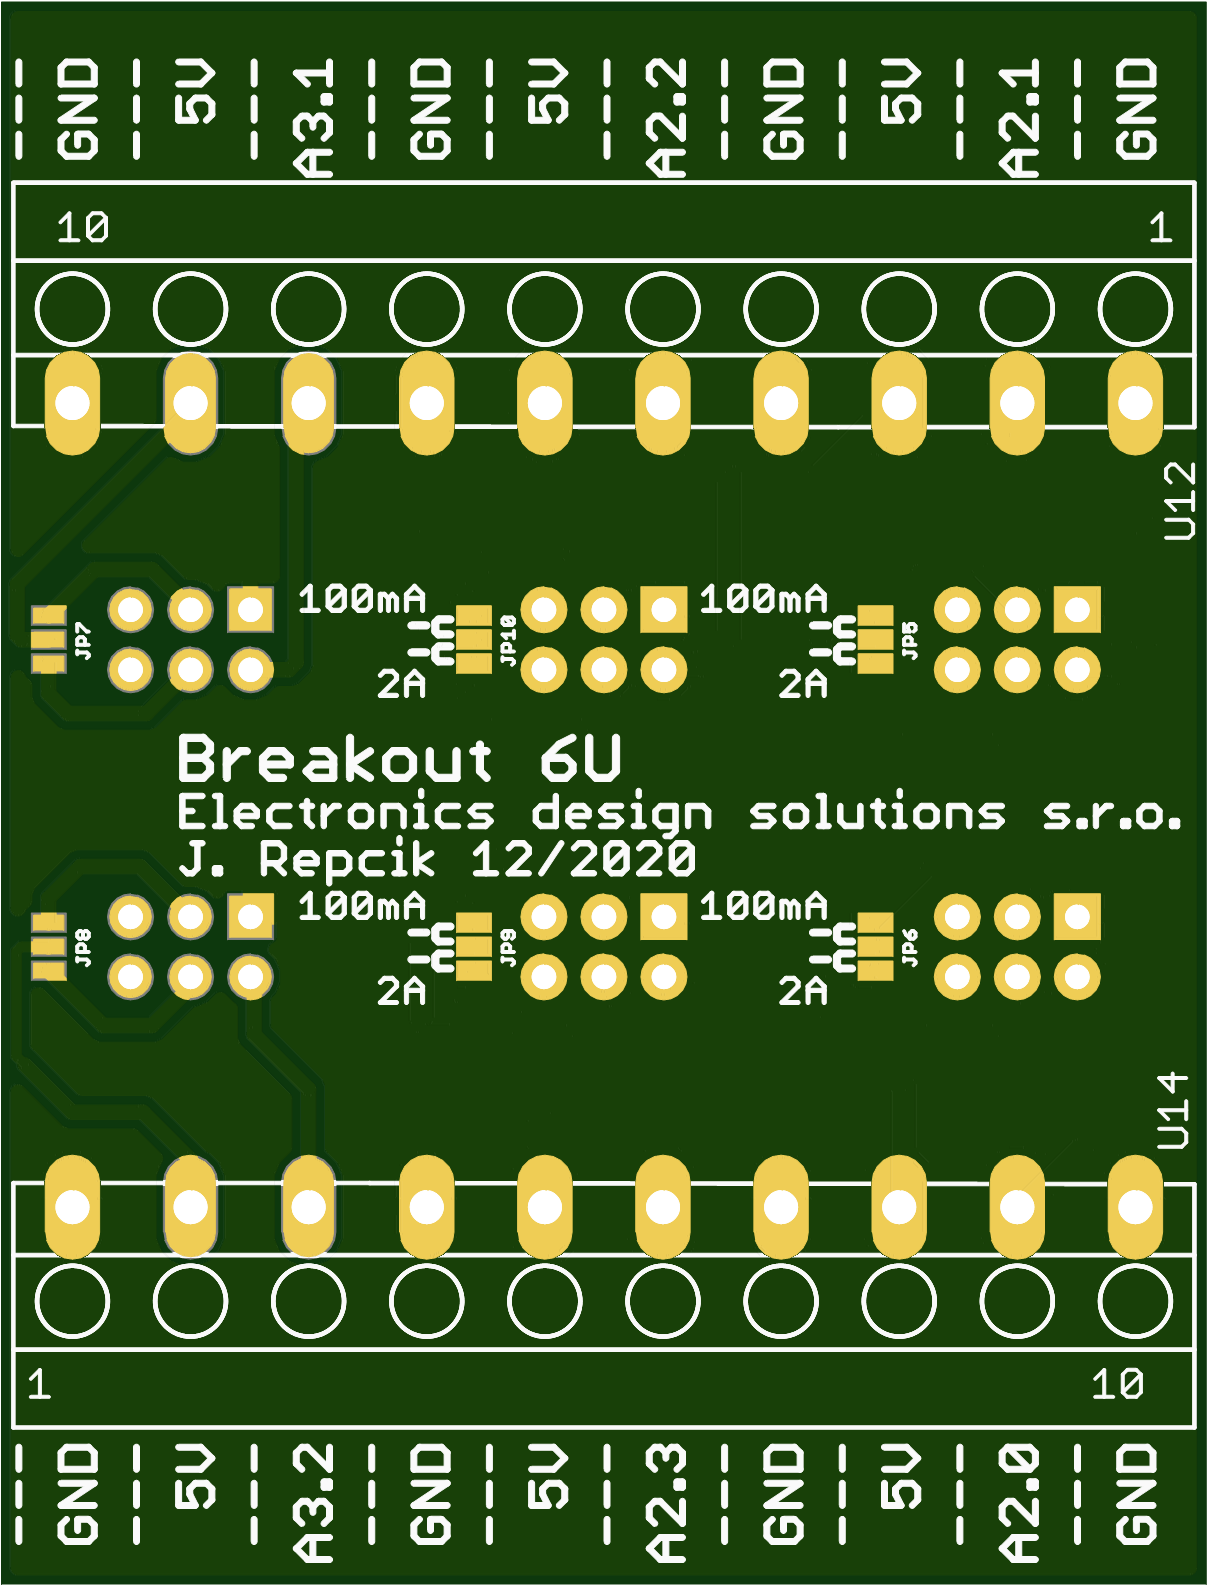 GND 5V A3.1 GND 5V A2.2 GND 5V A2.1 GND
10 1
U12
100mA 100mA
JP7 JP10 JP5
2A 2A
Breakout 6U
Electronics design solutions s.r.o.
J. Repcik 12/2020
100mA 100mA
JP8 JP9 JP6
2A 2A
U14
1 10
GND 5V A3.2 GND 5V A2.3 GND 5V A2.0 GND